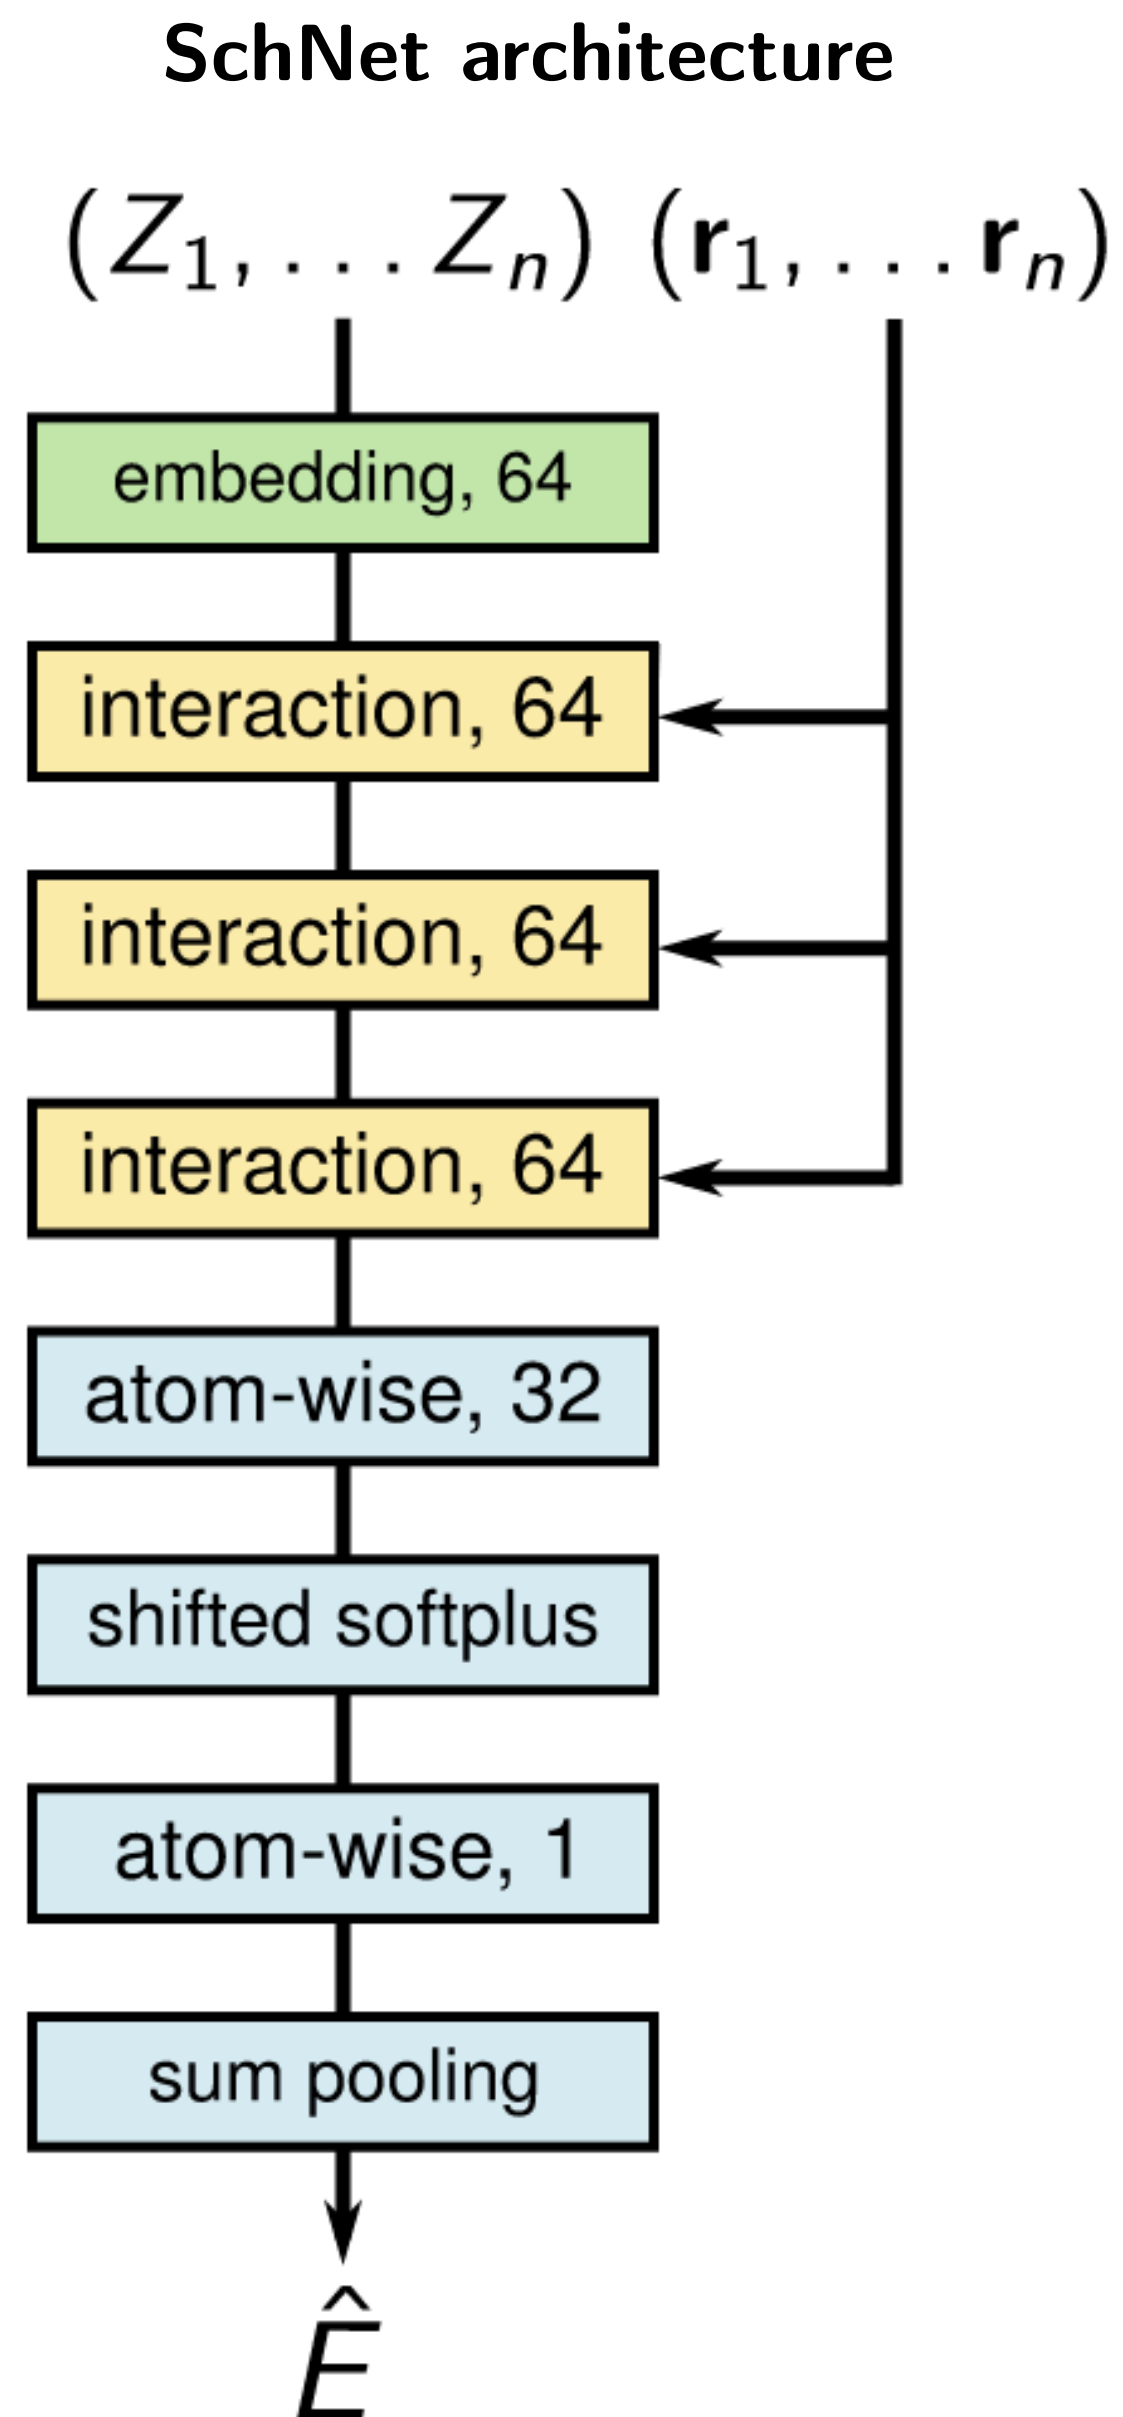 SchNet architecture
(Z₁, . . . Zₙ) (r₁, . . . rₙ)
embedding, 64
interaction, 64
interaction, 64
interaction, 64
atom-wise, 32
shifted softplus
atom-wise, 1
sum pooling
Ê